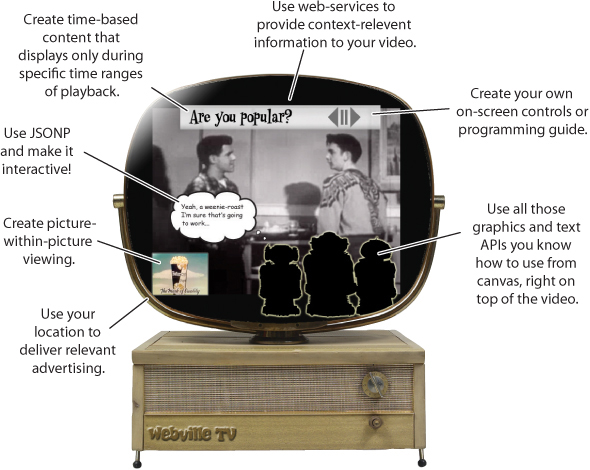 Create time-based
content that
displays only during
specific time ranges
of playback.
Use web-services to
provide context-relevent
information to your video.
Create your own
on-screen controls or
programming guide.
Are you popular?
Use JSONP
and make it
interactive!
Yeah, a weenie-roast
I'm sure that's going
to work...
Create picture-
within-picture
viewing.
Use all those
graphics and text
APIs you know
how to use from
canvas, right on
top of the video.
Use your
location to
deliver relevant
advertising.
Webville TV